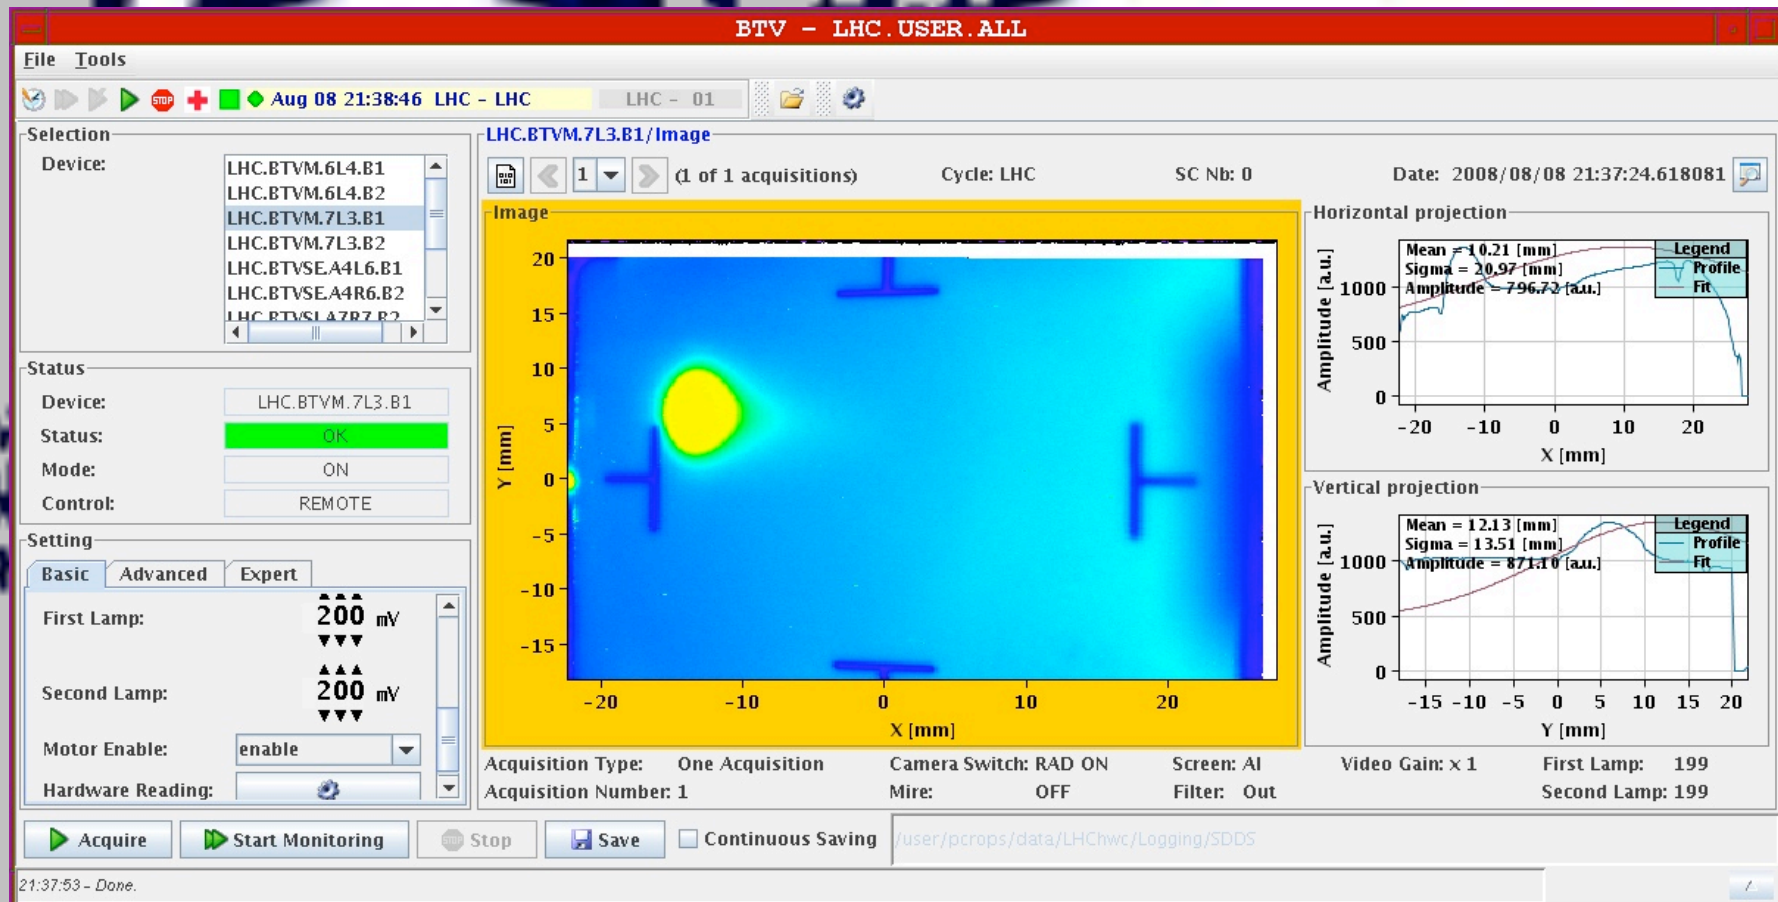 BTV - LHC.USER.ALL
File Tools
STOP Aug 08 21:38:46 LHC - LHC LHC - 01
Selection
Device:
LHC.BTVM.6L4.B1
LHC.BTVM.6L4.B2
LHC.BTVM.7L3.B1
LHC.BTVM.7L3.B2
LHC.BTVSE.A4L6.B1
LHC.BTVSE.A4R6.B2
LHC.BTVSI.A7R7.B2
Status
Device: LHC.BTVM.7L3.B1
Status: OK
Mode: ON
Control: REMOTE
Setting
Basic Advanced Expert
First Lamp: 200 mV
Second Lamp: 200 mV
Motor Enable: enable
Hardware Reading:
LHC.BTVM.7L3.B1/Image
1 (1 of 1 acquisitions) Cycle: LHC SC Nb: 0 Date: 2008/08/08 21:37:24.618081
Image
20
15
10
5
0
-5
-10
-15
Y [mm]
-20 -10 0 10 20
X [mm]
Horizontal projection
Mean = 10.21 [mm]
Sigma = 20.97 [mm]
Amplitude = 796.72 [a.u.]
Legend
Profile
Fit
Amplitude [a.u.]
1000
500
0
-20 -10 0 10 20
X [mm]
Vertical projection
Mean = 12.13 [mm]
Sigma = 13.51 [mm]
Amplitude = 871.10 [a.u.]
Legend
Profile
Fit
Amplitude [a.u.]
1000
500
0
-15 -10 -5 0 5 10 15 20
Y [mm]
Acquisition Type: One Acquisition Camera Switch: RAD ON Screen: Al Video Gain: x 1 First Lamp: 199
Acquisition Number: 1 Mire: OFF Filter: Out Second Lamp: 199
Acquire Start Monitoring STOP Stop Save Continuous Saving /user/pcrops/data/LHChwc/Logging/SDDS
21:37:53 - Done.